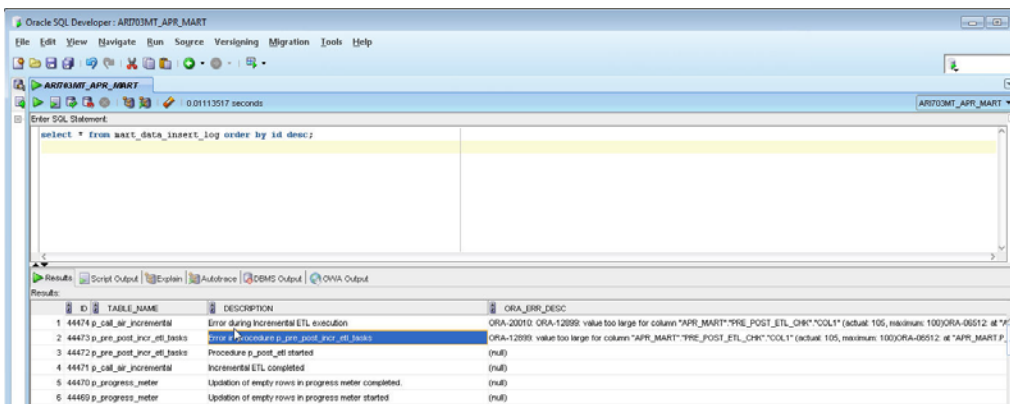 Oracle SQL Developer : ARI703MT_APR_MART
File Edit View Navigate Run Source Versioning Migration Tools Help
ARI703MT_APR_MART
0.01113517 seconds
ARI703MT_APR_MART
Enter SQL Statement:
select * from mart_data_insert_log order by id desc;
Results Script Output Explain Autotrace DBMS Output OWA Output
Results:
ID TABLE_NAME DESCRIPTION ORA_ERR_DESC
1 44474 p_call_air_incremental Error during Incremental ETL execution ORA-20010: ORA-12899: value too large for column "APR_MART"."PRE_POST_ETL_CHK"."COL1" (actual: 105, maximum: 100)ORA-06512: at
2 44473 p_pre_post_incr_etl_tasks Error in procedure p_pre_post_incr_etl_tasks ORA-12899: value too large for column "APR_MART"."PRE_POST_ETL_CHK"."COL1" (actual: 105, maximum: 100)ORA-06512: at "APR_MART.P_
3 44472 p_pre_post_incr_etl_tasks Procedure p_post_etl started (null)
4 44471 p_call_air_incremental Incremental ETL completed (null)
5 44470 p_progress_meter Updation of empty rows in progress meter completed. (null)
6 44469 p_progress_meter Updation of empty rows in progress meter started (null)